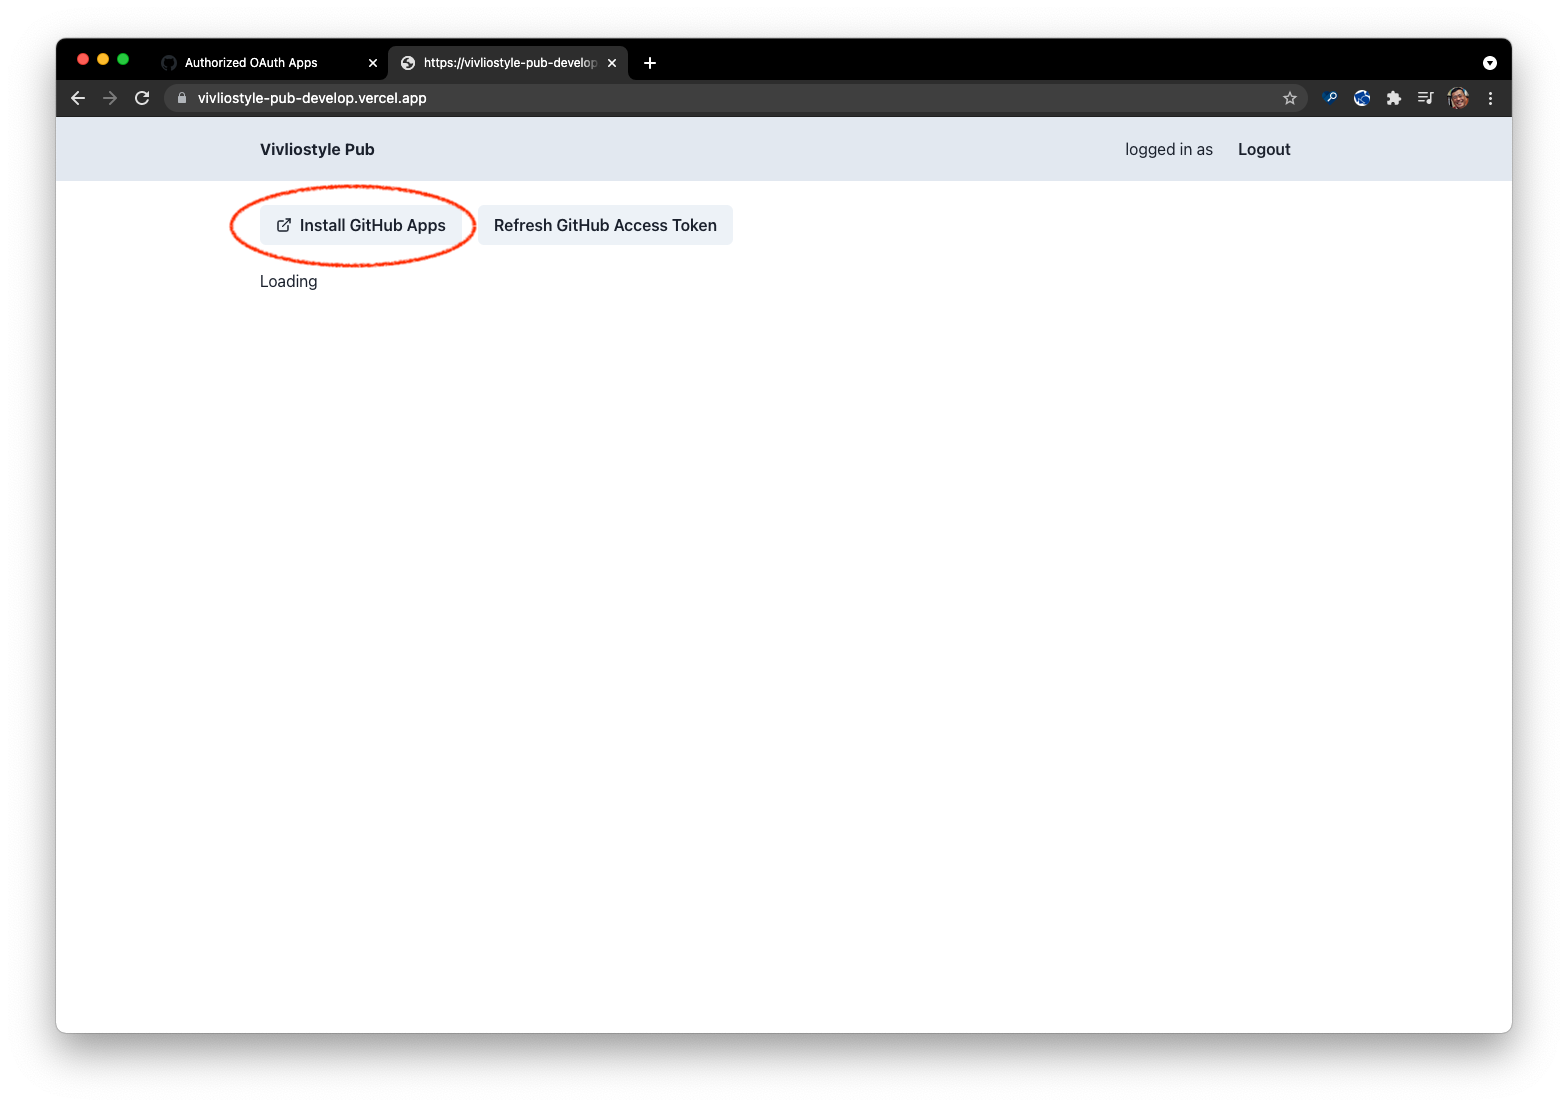 Authorized OAuth Apps
https://vivliostyle-pub-develop
vivliostyle-pub-develop.vercel.app
Vivliostyle Pub
logged in as
Logout
Install GitHub Apps
Refresh GitHub Access Token
Loading